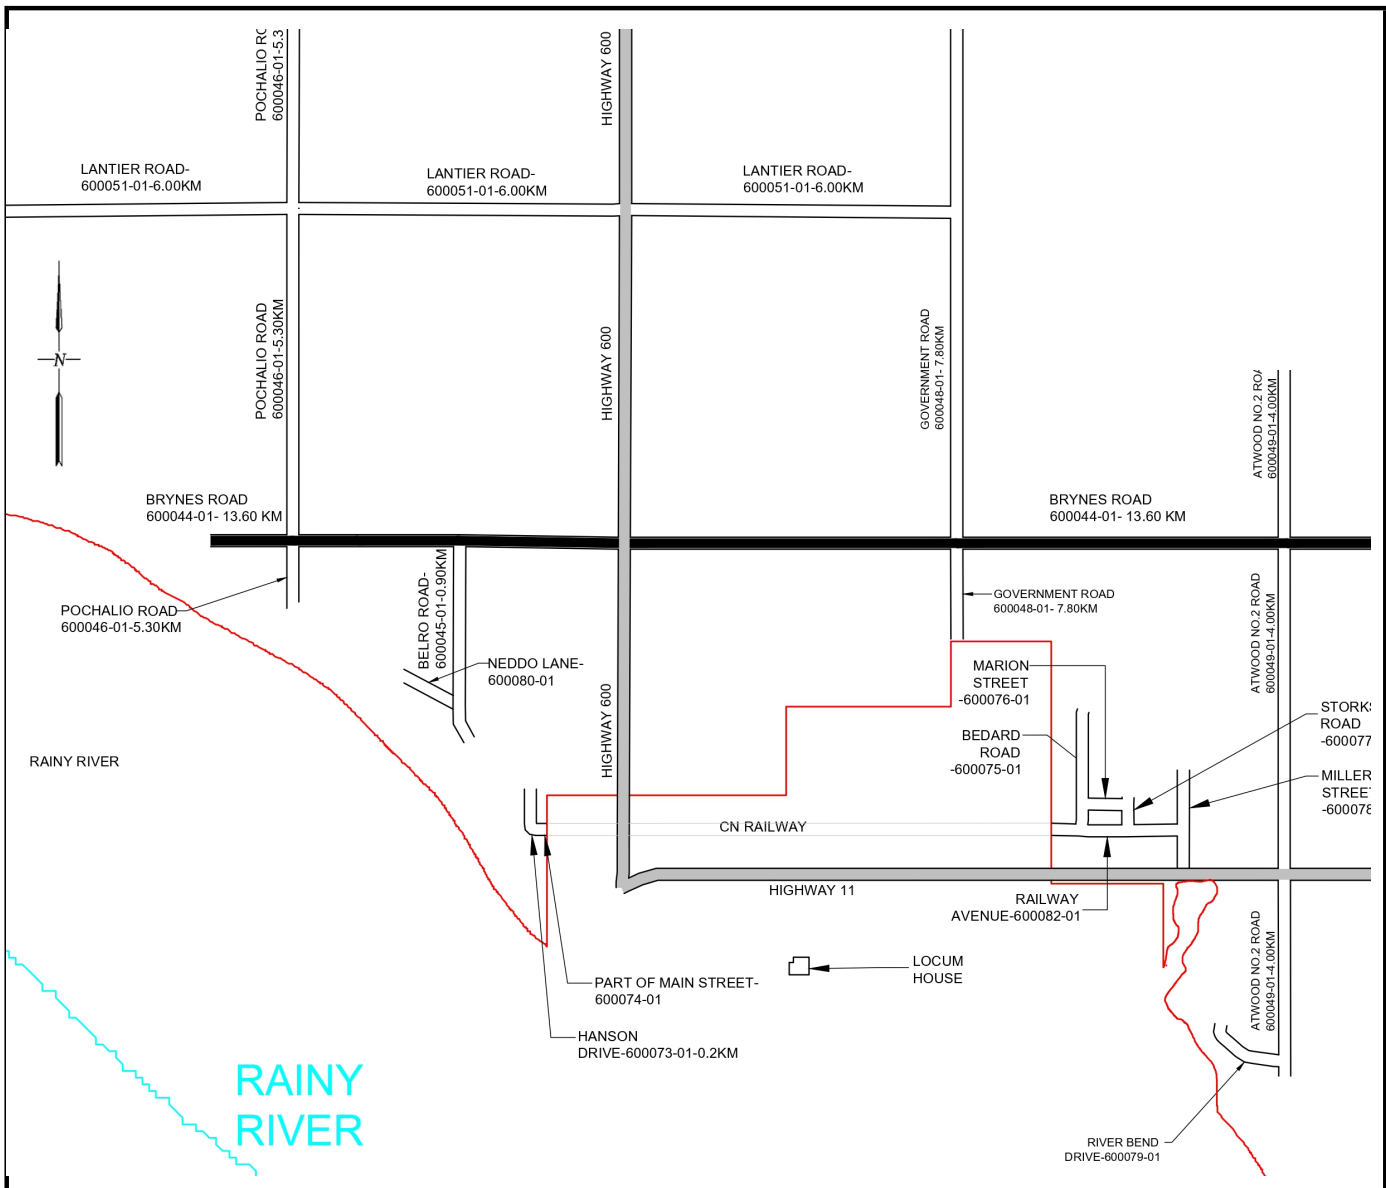 POCHALIO RC
600046-01-5.3
HIGHWAY 600
LANTIER ROAD-
600051-01-6.00KM
LANTIER ROAD-
600051-01-6.00KM
LANTIER ROAD-
600051-01-6.00KM
N
POCHALIO ROAD
600046-01-5.30KM
HIGHWAY 600
GOVERNMENT ROAD
600048-01- 7.80KM
ATWOOD NO.2
600049-01-4.00KM
BRYNES ROAD
600044-01- 13.60 KM
BRYNES ROAD
600044-01- 13.60 KM
POCHALIO ROAD
600046-01-5.30KM
BELRO ROAD-
600045-01-0.90KM
GOVERNMENT ROAD
600048-01- 7.80KM
ATWOOD NO.2 ROAD
600049-01-4.00KM
NEDDO LANE-
600080-01
MARION
STREET
-600076-01
HIGHWAY 600
STORK
ROAD
-600077
BEDARD
ROAD
-600075-01
RAINY RIVER
MILLER
STREET
-600078
CN RAILWAY
HIGHWAY 11
RAILWAY
AVENUE-600082-01
LOCUM
HOUSE
PART OF MAIN STREET-
600074-01
ATWOOD NO.2 ROAD
600049-01-4.00KM
HANSON
DRIVE-600073-01-0.2KM
RAINY
RIVER
RIVER BEND
DRIVE-600079-01